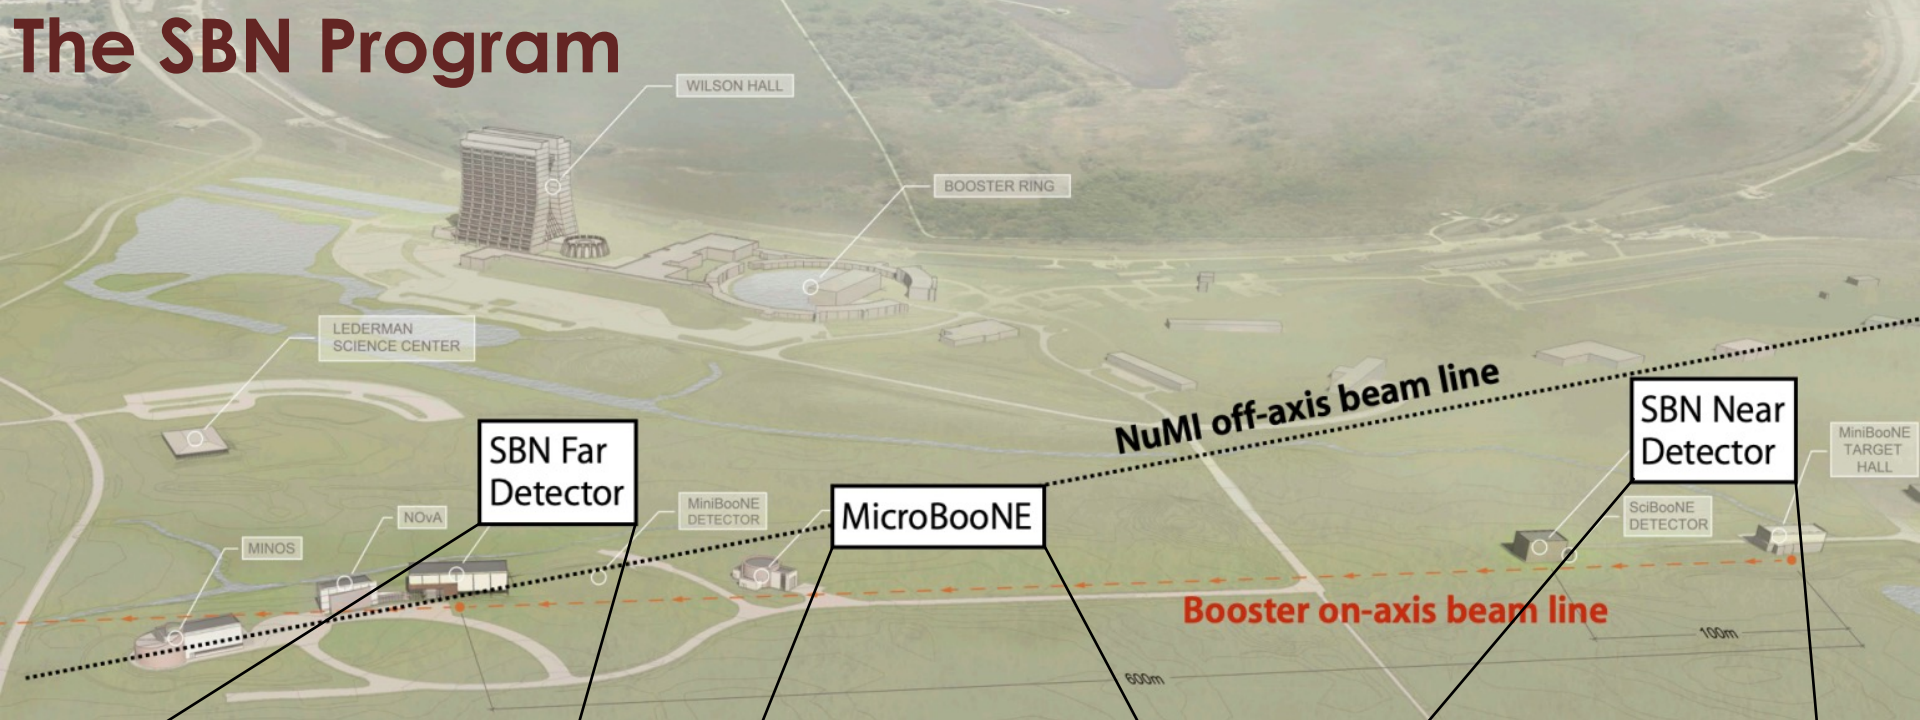 The SBN Program
WILSON HALL
BOOSTER RING
LEDERMAN
SCIENCE CENTER
NuMI off-axis beam line
SBN Near
Detector
MiniBooNE
TARGET
HALL
SBN Far
Detector
MiniBooNE
DETECTOR
MicroBooNE
SciBooNE
DETECTOR
NOvA
MINOS
Booster on-axis beam line
100m
600m